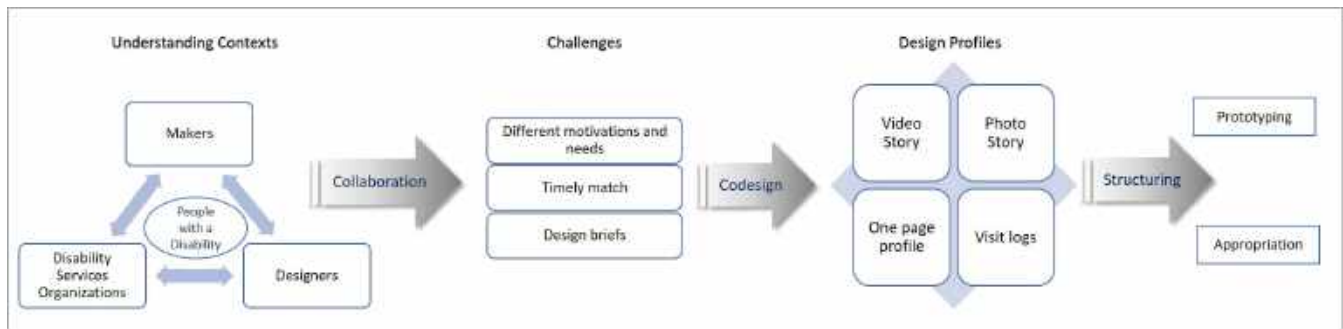 Understanding Contexts
Makers
People
with a
Disability
Disability
Services
Organizations
Designers
Collaboration
Challenges
Different motivations and
needs
Timely match
Design briefs
Codesign
Design Profiles
Video
Story
Photo
Story
One page
profile
Visit logs
Structuring
Prototyping
Appropriation